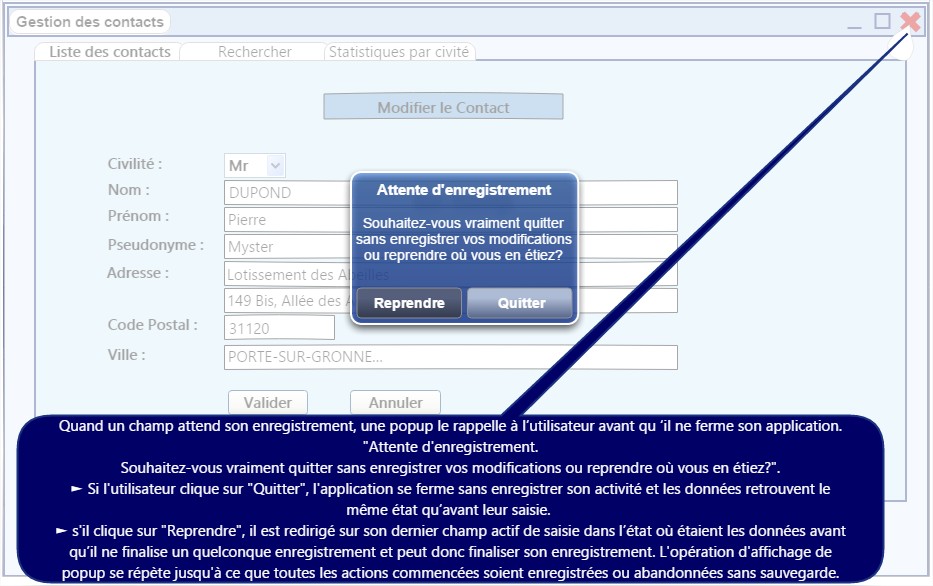 Gestion des contacts
Liste des contacts
Rechercher
Statistiques par civité
Modifier le Contact
Civilité :
Mr
Nom :
DUPOND
Prénom :
Pierre
Pseudonyme :
Myster
Adresse :
Lotissement des Abeilles
149 Bis, Allée des A
Code Postal :
31120
Ville :
PORTE-SUR-GRONNE...
Attente d'enregistrement
Souhaitez-vous vraiment quitter
sans enregistrer vos modifications
ou reprendre où vous en étiez?
Reprendre
Quitter
Valider
Annuler
Quand un champ attend son enregistrement, une popup le rappelle à l’utilisateur avant qu ‘il ne ferme son application.
"Attente d'enregistrement.
Souhaitez-vous vraiment quitter sans enregistrer vos modifications ou reprendre où vous en étiez?".
► Si l'utilisateur clique sur "Quitter", l'application se ferme sans enregistrer son activité et les données retrouvent le
même état qu’avant leur saisie.
► s'il clique sur "Reprendre", il est redirigé sur son dernier champ actif de saisie dans l’état où étaient les données avant
qu’il ne finalise un quelconque enregistrement et peut donc finaliser son enregistrement. L'opération d'affichage de
popup se répète jusqu'à ce que toutes les actions commencées soient enregistrées ou abandonnées sans sauvegarde.